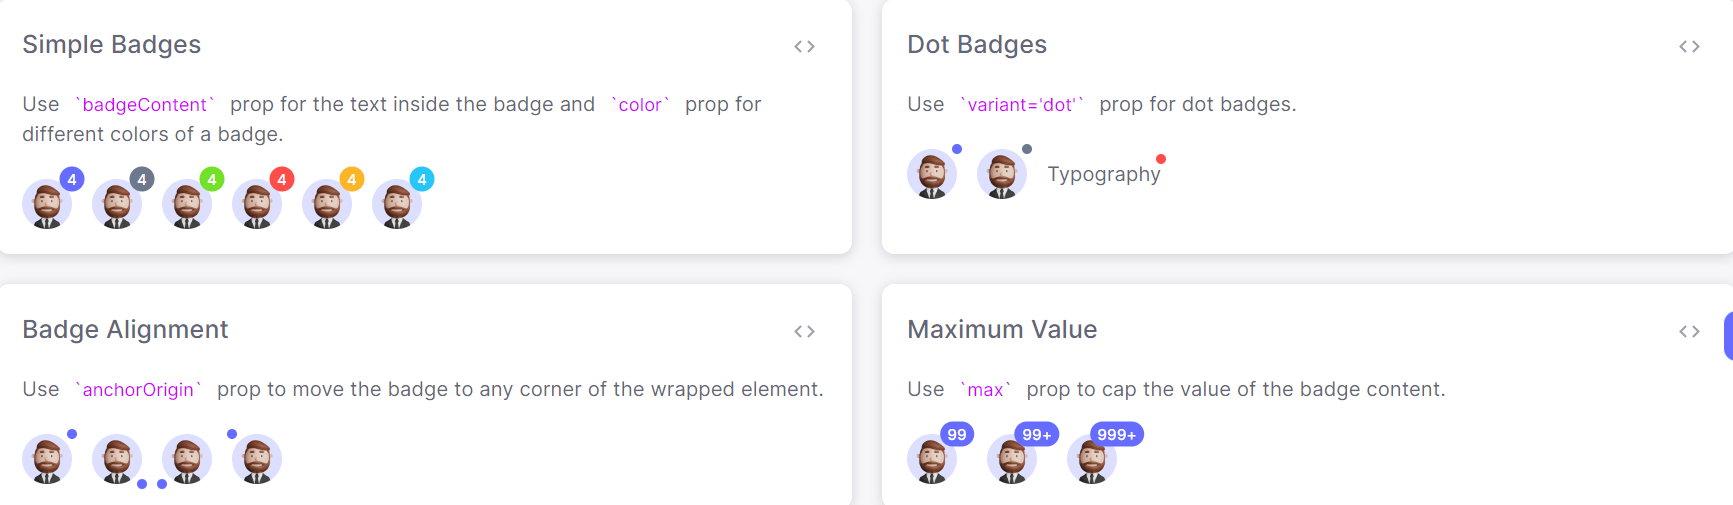 Simple Badges
Use `badgeContent` prop for the text inside the badge and `color` prop for
different colors of a badge.
4 4 4 4 4 4
Dot Badges
Use `variant='dot'` prop for dot badges.
Typography
Badge Alignment
Use `anchorOrigin` prop to move the badge to any corner of the wrapped element.
Maximum Value
Use `max` prop to cap the value of the badge content.
99 99+ 999+